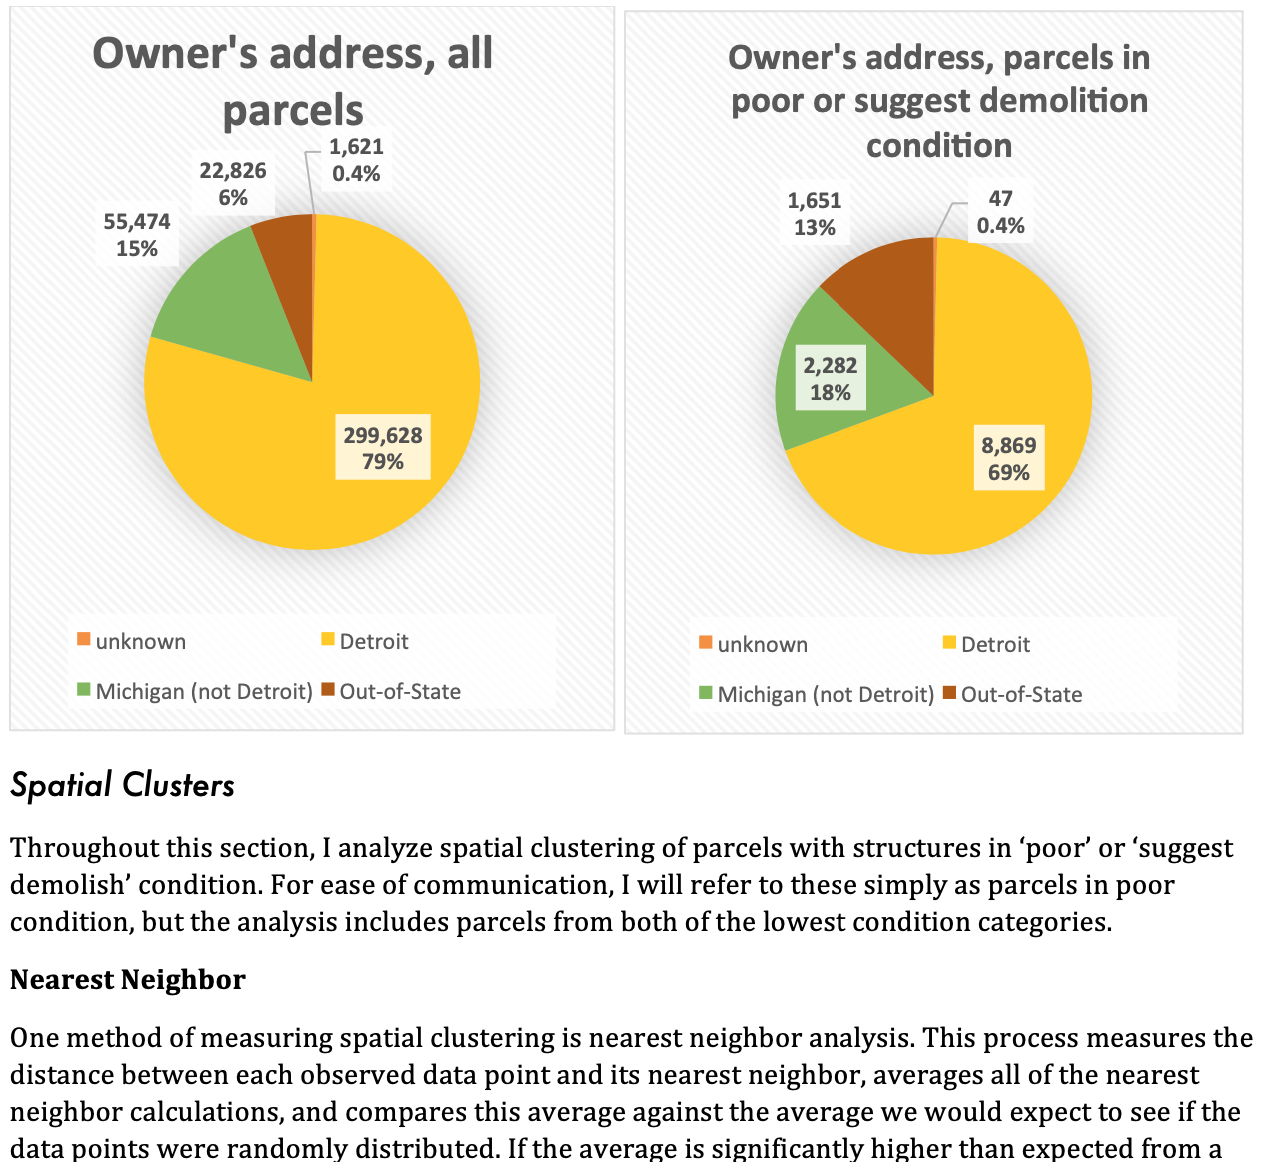 Owner's address, all
parcels
1,621
0.4%
22,826
6%
55,474
15%
299,628
79%
unknown
Detroit
Michigan (not Detroit)
Out-of-State
Owner's address, parcels in
poor or suggest demolition
condition
47
0.4%
1,651
13%
2,282
18%
8,869
69%
unknown
Detroit
Michigan (not Detroit)
Out-of-State
Spatial Clusters
Throughout this section, I analyze spatial clustering of parcels with structures in ‘poor’ or ‘suggest
demolish’ condition. For ease of communication, I will refer to these simply as parcels in poor
condition, but the analysis includes parcels from both of the lowest condition categories.
Nearest Neighbor
One method of measuring spatial clustering is nearest neighbor analysis. This process measures the
distance between each observed data point and its nearest neighbor, averages all of the nearest
neighbor calculations, and compares this average against the average we would expect to see if the
data points were randomly distributed. If the average is significantly higher than expected from a